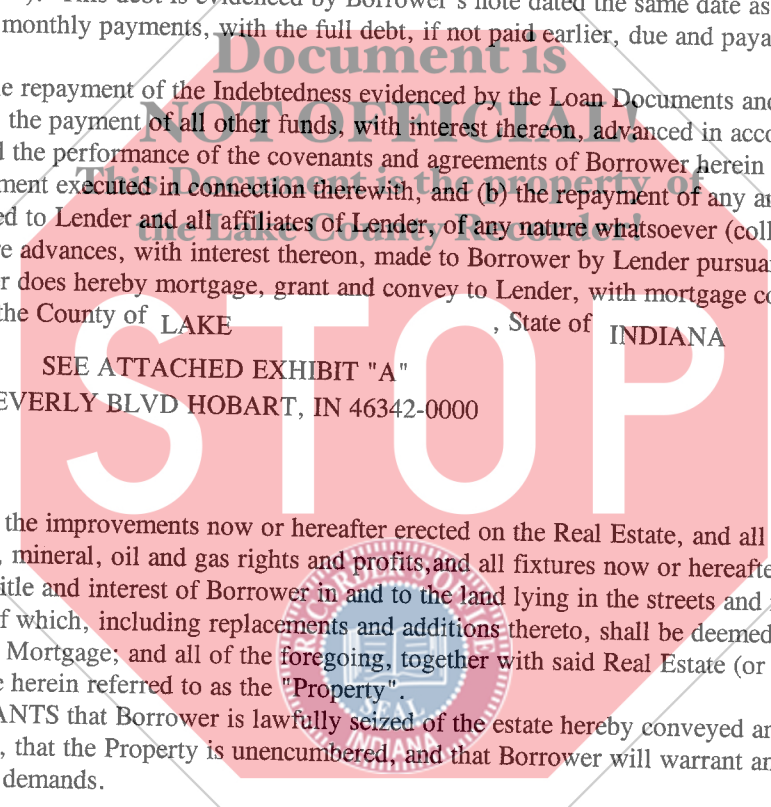 This debt is evidenced by Borrower's note dated the same date as
monthly payments, with the full debt, if not paid earlier, due and paya
Document is
e repayment of the Indebtedness evidenced by the Loan Documents and
NOT OFFICIAL!
the payment of all other funds, with interest thereon, advanced in acco
d the performance of the covenants and agreements of Borrower herein
This Document is the property of
ment executed in connection therewith, and (b) the repayment of any a
ed to Lender and all affiliates of Lender, of any nature whatsoever (coll
the Lake County Recorder!
re advances, with interest thereon, made to Borrower by Lender pursua
r does hereby mortgage, grant and convey to Lender, with mortgage co
the County of LAKE , State of INDIANA
STOP
SEE ATTACHED EXHIBIT "A"
EVERLY BLVD HOBART, IN 46342-0000
the improvements now or hereafter erected on the Real Estate, and all
, mineral, oil and gas rights and profits,and all fixtures now or hereafte
itle and interest of Borrower in and to the land lying in the streets and
f which, including replacements and additions thereto, shall be deemed
Mortgage; and all of the foregoing, together with said Real Estate (or
e herein referred to as the "Property".
RECORDER'S OFFICE
SEAL
INDIANA
ANTS that Borrower is lawfully seized of the estate hereby conveyed an
, that the Property is unencumbered, and that Borrower will warrant an
demands.